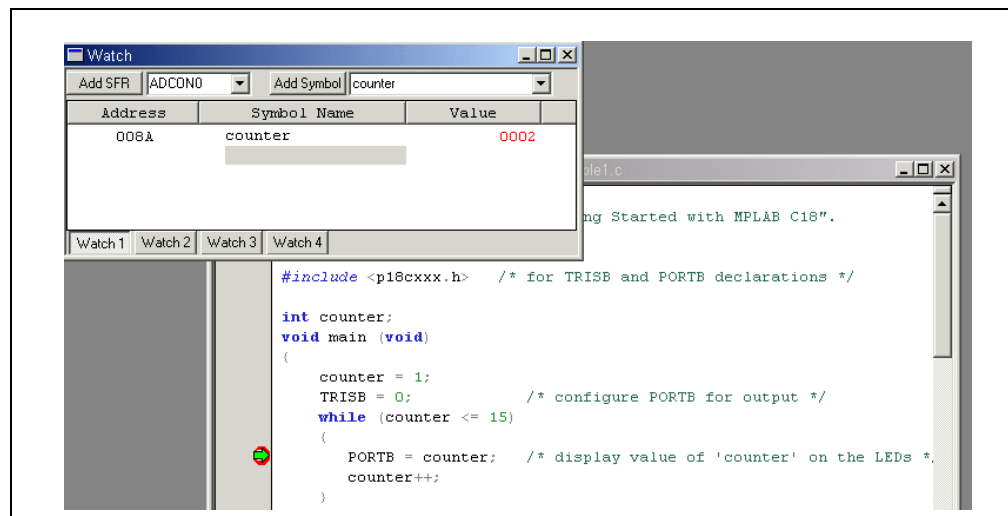 Watch
Add SFR ADCON0 Add Symbol counter
Address Symbol Name Value
008A counter 0002
Watch 1 Watch 2 Watch 3 Watch 4
ple1.c
ng Started with MPLAB C18".
#include <p18cxxx.h> /* for TRISB and PORTB declarations */
int counter;
void main (void)
{
counter = 1;
TRISB = 0; /* configure PORTB for output */
while (counter <= 15)
{
PORTB = counter; /* display value of 'counter' on the LEDs *
counter++;
}